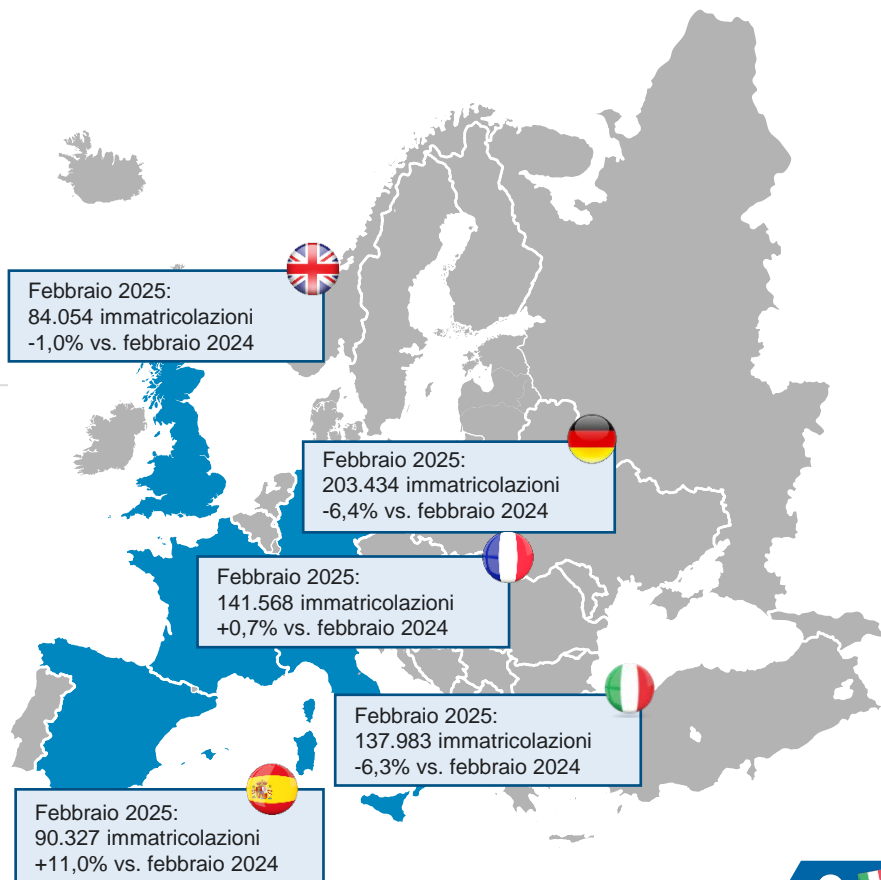 Febbraio 2025:
84.054 immatricolazioni
-1,0% vs. febbraio 2024
Febbraio 2025:
203.434 immatricolazioni
-6,4% vs. febbraio 2024
Febbraio 2025:
141.568 immatricolazioni
+0,7% vs. febbraio 2024
Febbraio 2025:
137.983 immatricolazioni
-6,3% vs. febbraio 2024
Febbraio 2025:
90.327 immatricolazioni
+11,0% vs. febbraio 2024